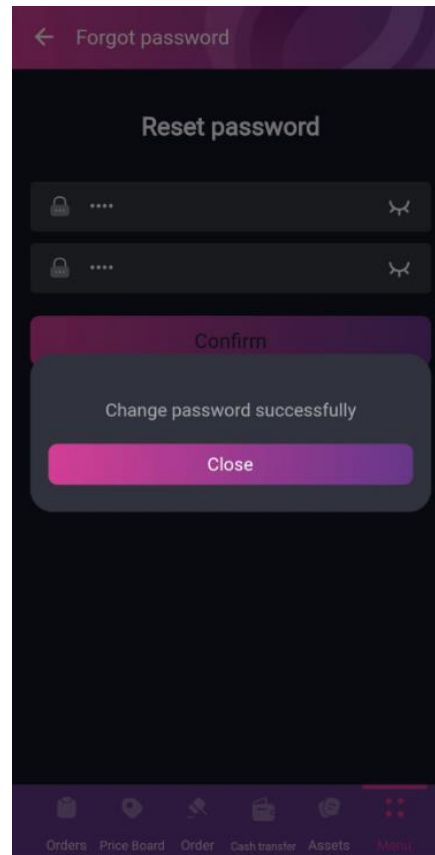 Forgot password
Reset password
••••
••••
Confirm
Change password successfully
Close
Orders Price Board Order Cash transfer Assets Menu